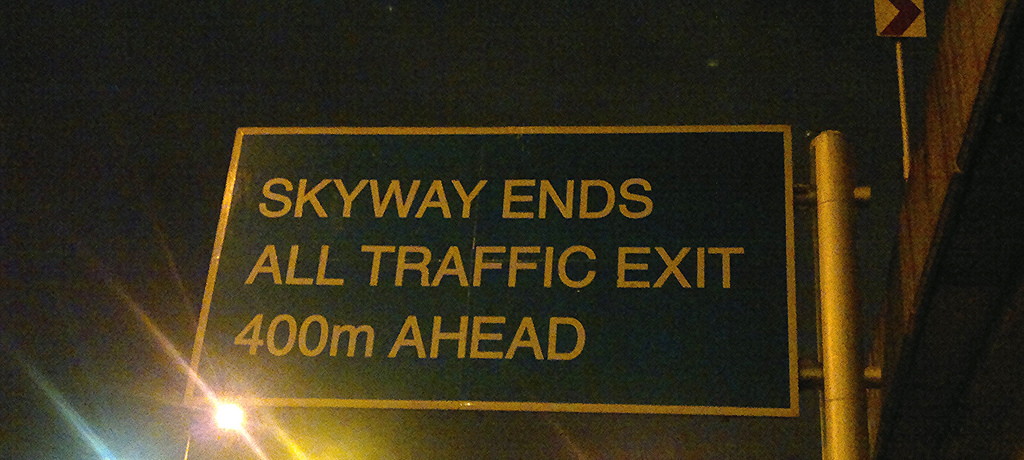 SKYWAY ENDS
ALL TRAFFIC EXIT
400m AHEAD